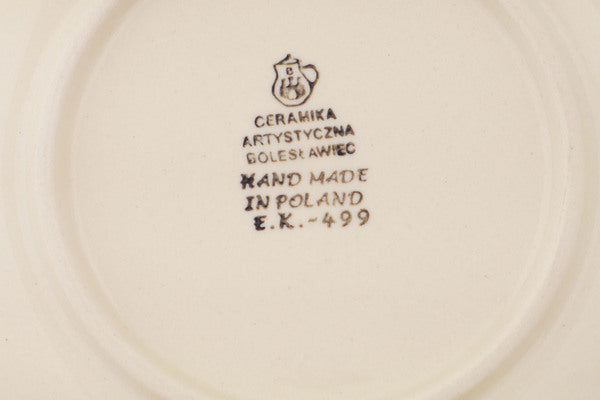 B
CERAMIKA
ARTYSTYCZNA
BOLESŁAWIEC
HAND MADE
IN POLAND
E.K.-499